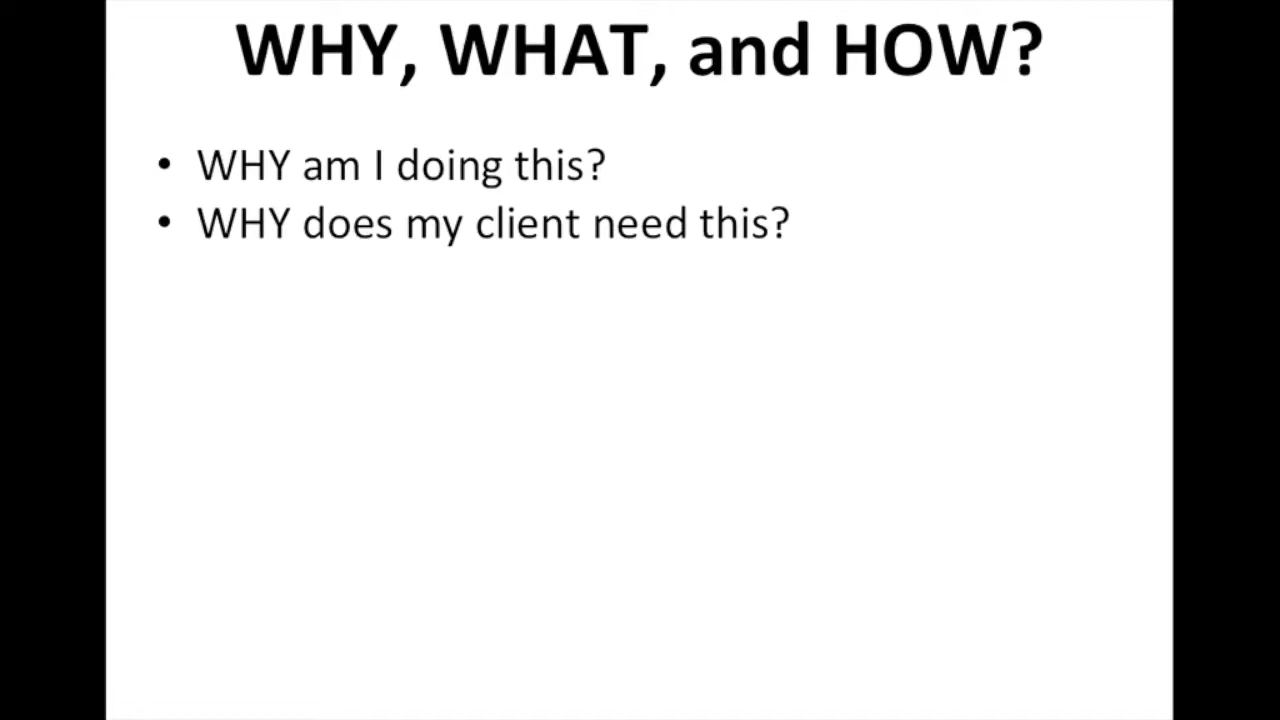 WHY, WHAT, and HOW?
• WHY am I doing this?
• WHY does my client need this?